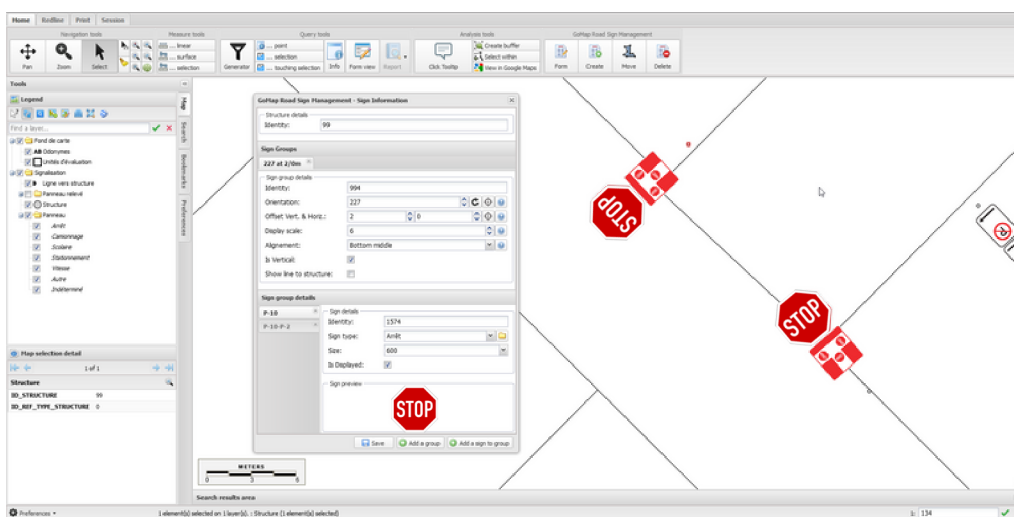 Home Redline Print Session
Navigation tools Measure tools Query tools Analysis tools GoMap Road Sign Management
... linear ... point Create buffer
... surface ... selection Select within
... selection ... touching selection View in Google Maps
Pan Zoom Select Generator Info Form view Report Click Tooltip Form Create Move Delete
Tools
Legend
Find a layer...
Fond de carte
AB Odonymes
Unités d'évaluation
Signalisation
Ligne vers structure
Panneau relevé
Structure
Panneau
Arrêt
Camionnage
Scolaire
Stationnement
Vitesse
Autre
Indéterminé
Map
Search
Bookmarks
Preferences
Map selection detail
1 of 1
Structure
ID_STRUCTURE 99
ID_REF_TYPE_STRUCTURE 0
GoMap Road Sign Management - Sign Information
Structure details
Identity: 99
Sign Groups
227 at 2/0m
Sign group details
Identity: 994
Orientation: 227
Offset Vert. & Horiz.: 2 0
Display scale: 6
Alignement: Bottom middle
Is Vertical:
Show line to structure:
Sign group details
P-10
P-10-P-2
Sign details
Identity: 1574
Sign type: Arrêt
Size: 600
Is Displayed:
Sign preview
STOP
Save Add a group Add a sign to group
STOP
STOP
METERS
0 3 6
Search results area
Preferences
1 element(s) selected on 1 layer(s). : Structure (1 element(s) selected)
1: 134